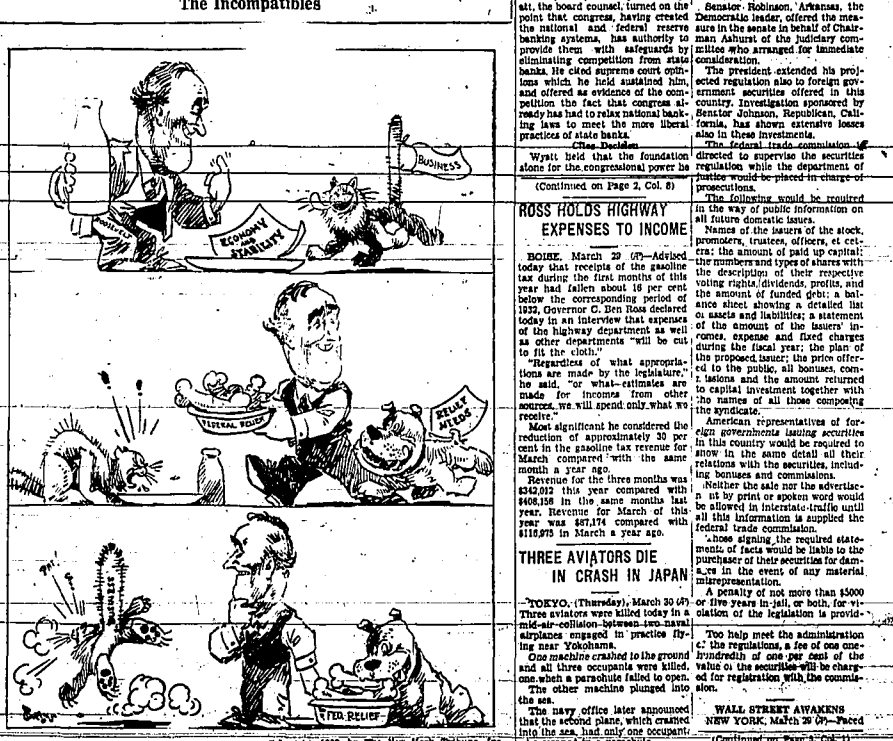 The Incompatibles
ROOSEVELT
ECONOMY
AND
STABILITY
BUSINESS
FEDERAL RELIEF
RELIEF
NEEDS
BUSINESS
FED. RELIEF
att, the board counsel, turned on the
point that congress, having created
the national and federal reserve
banking systems, has authority to
provide them with safeguards by
eliminating competition from state
banks. He cited supreme court opin-
ions which he held sustained him,
and offered as evidence of the com-
petition the fact that congress al-
ready has had to relax national bank-
ing laws to meet the more liberal
practices of state banks.
Cites Decision
Wyatt held that the foundation
stone for the congressional power he
(Continued on Page 2, Col. 8)
ROSS HOLDS HIGHWAY
EXPENSES TO INCOME
BOISE, March 29 (AP)—Advised
today that receipts of the gasoline
tax during the first months of this
year had fallen about 16 per cent
below the corresponding period of
1932, Governor C. Ben Ross declared
today in an interview that expenses
of the highway department as well
as other departments "will be cut
to fit the cloth."
"Regardless of what appropria-
tions are made by the legislature,"
he said, "or what estimates are
made for incomes from other
sources, we will spend only what we
receive."
Most significant he considered the
reduction of approximately 30 per
cent in the gasoline tax revenue for
March compared with the same
month a year ago.
Revenue for the three months was
$342,012 this year compared with
$408,156 in the same months last
year. Revenue for March of this
year was $87,174 compared with
$116,975 in March a year ago.
THREE AVIATORS DIE
IN CRASH IN JAPAN
TOKYO, (Thursday), March 30 (AP)
Three aviators were killed today in a
mid-air collision between two naval
airplanes engaged in practice fly-
ing near Yokohama.
One machine crashed to the ground
and all three occupants were killed,
one when a parachute failed to open.
The other machine plunged into
the sea.
The navy office later announced
that the second plane, which crashed
into the sea, had only one occupant;
Senator Robinson, Arkansas, the
Democratic leader, offered the mea-
sure in the senate in behalf of Chair-
man Ashurst of the judiciary com-
mittee who arranged for immediate
consideration.
The president extended his proj-
ected regulation also to foreign gov-
ernment securities offered in this
country. Investigation sponsored by
Senator Johnson, Republican, Cali-
fornia, has shown extensive losses
also in these investments.
The federal trade commission is
directed to supervise the securities
regulation while the department of
justice would be placed in charge of
prosecutions.
The following would be required
in the way of public information on
all future domestic issues.
Names of the issuers of the stock,
promoters, trustees, officers, et cet-
era; the amount of paid up capital;
the numbers and types of shares with
the description of their respective
voting rights, dividends, profits, and
the amount of funded debt; a bal-
ance sheet showing a detailed list
of assets and liabilities; a statement
of the amount of the issuers' in-
comes, expense and fixed charges
during the fiscal year; the plan of
the proposed issuer; the price offer-
ed to the public, all bonuses, com-
issions and the amount returned
to capital investment together with
the names of all those composing
the syndicate.
American representatives of for-
eign governments issuing securities
in this country would be required to
show in the same detail all their
relations with the securities, includ-
ing bonuses and commissions.
Neither the sale nor the advertise-
nt by print or spoken word would
be allowed in interstate traffic until
all this information is supplied the
federal trade commission.
Those signing the required state-
ments of facts would be liable to the
purchaser of their securities for dam-
ages in the event of any material
misrepresentation.
A penalty of not more than $5000
or five years in jail, or both, for vi-
olation of the legislation is provid-
Too help meet the administration
of the regulations, a fee of one one-
hundredth of one per cent of the
value of the securities will be charg-
ed for registration with the commis-
sion.
WALL STREET AWAKENS
NEW YORK, March 29 (AP)—Faced